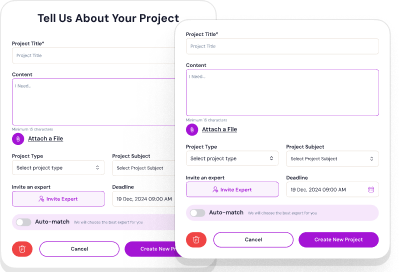 Tell Us About Your Project
Project Title*
Project Title
Content
I Need...
Minimum 15 characters
Attach a File
Project Type
Project Subject
Select project type
Select Project Subject
Invite an expert
Deadline
Invite Expert
19 Dec, 2024 09:00 AM
Auto-match
We will choose the best expert for you
Cancel
Create New Proj
Project Title*
Project Title
Content
I Need...
Minimum 15 characters
Attach a File
Project Type
Project Subject
Select project type
Select Project Subject
Invite an expert
Deadline
Invite Expert
19 Dec, 2024 09:00 AM
Auto-match
We will choose the best expert for you
Cancel
Create New Project